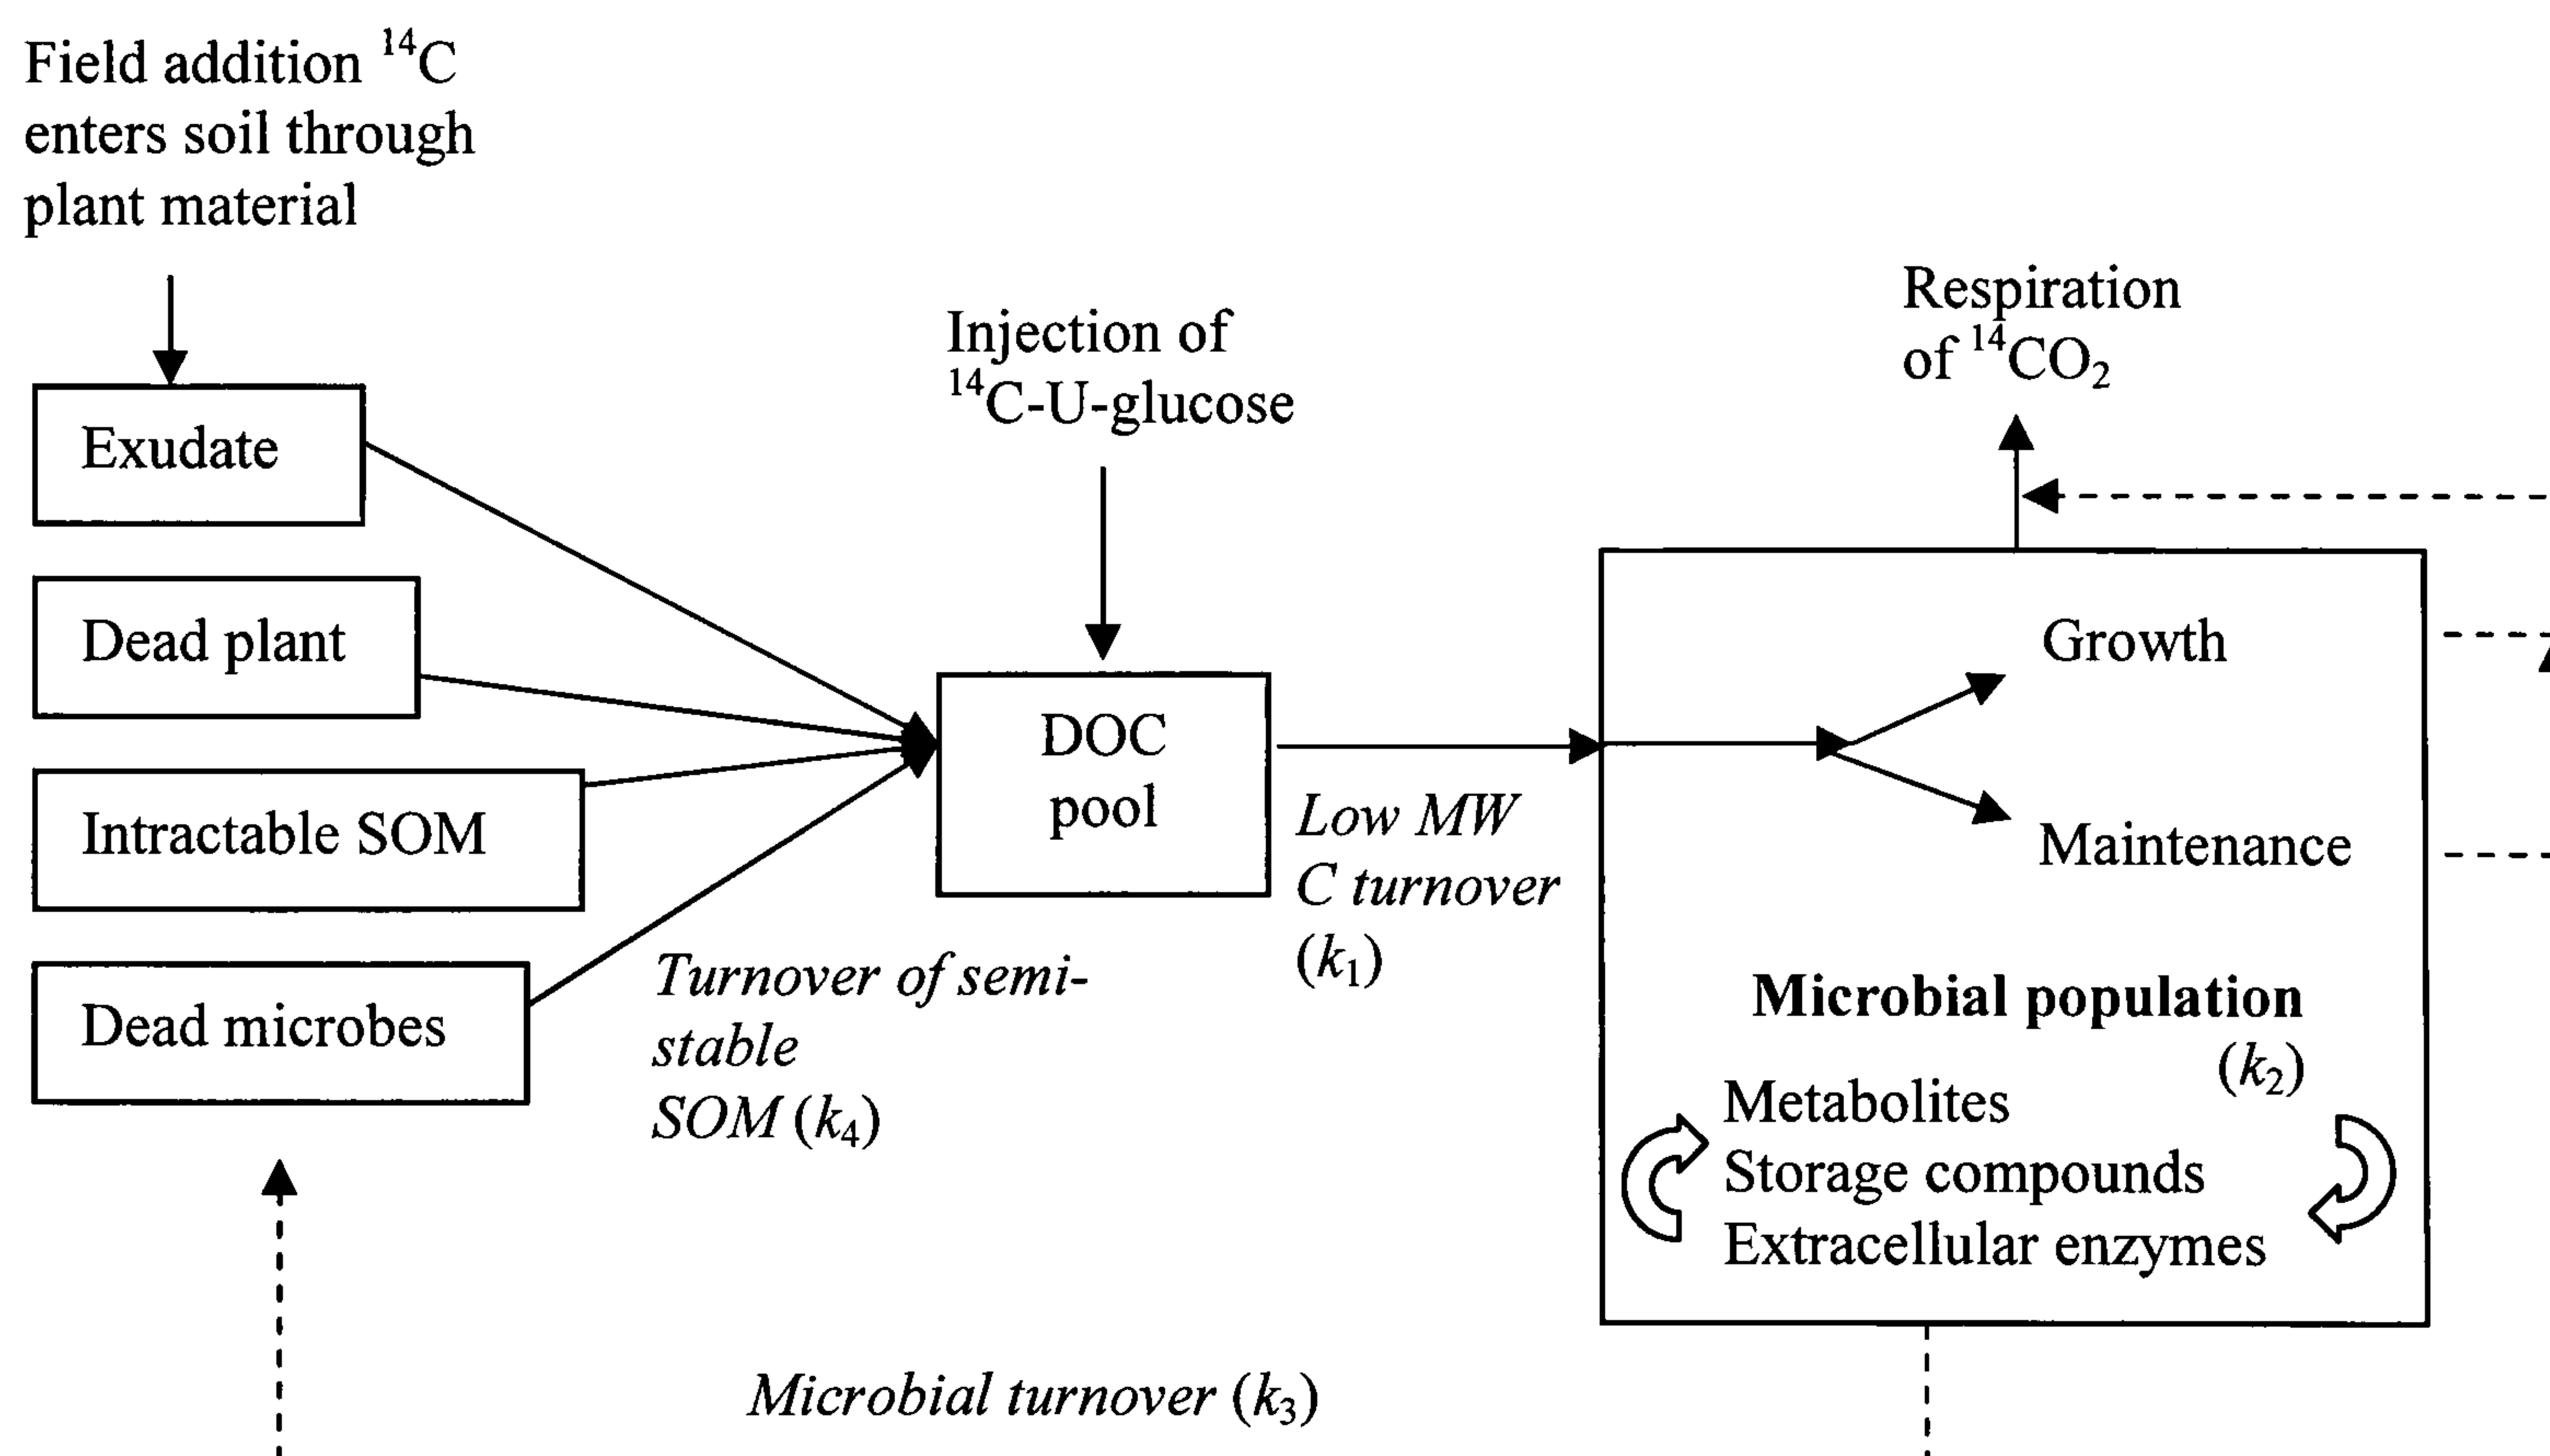 Field addition ¹⁴C
enters soil through
plant material
Exudate
Dead plant
Intractable SOM
Dead microbes
Turnover of semi-
stable
SOM (k₄)
Injection of
¹⁴C-U-glucose
DOC
pool
Low MW
C turnover
(k₁)
Respiration
of ¹⁴CO₂
Growth
Maintenance
Microbial population
(k₂)
Metabolites
Storage compounds
Extracellular enzymes
Microbial turnover (k₃)